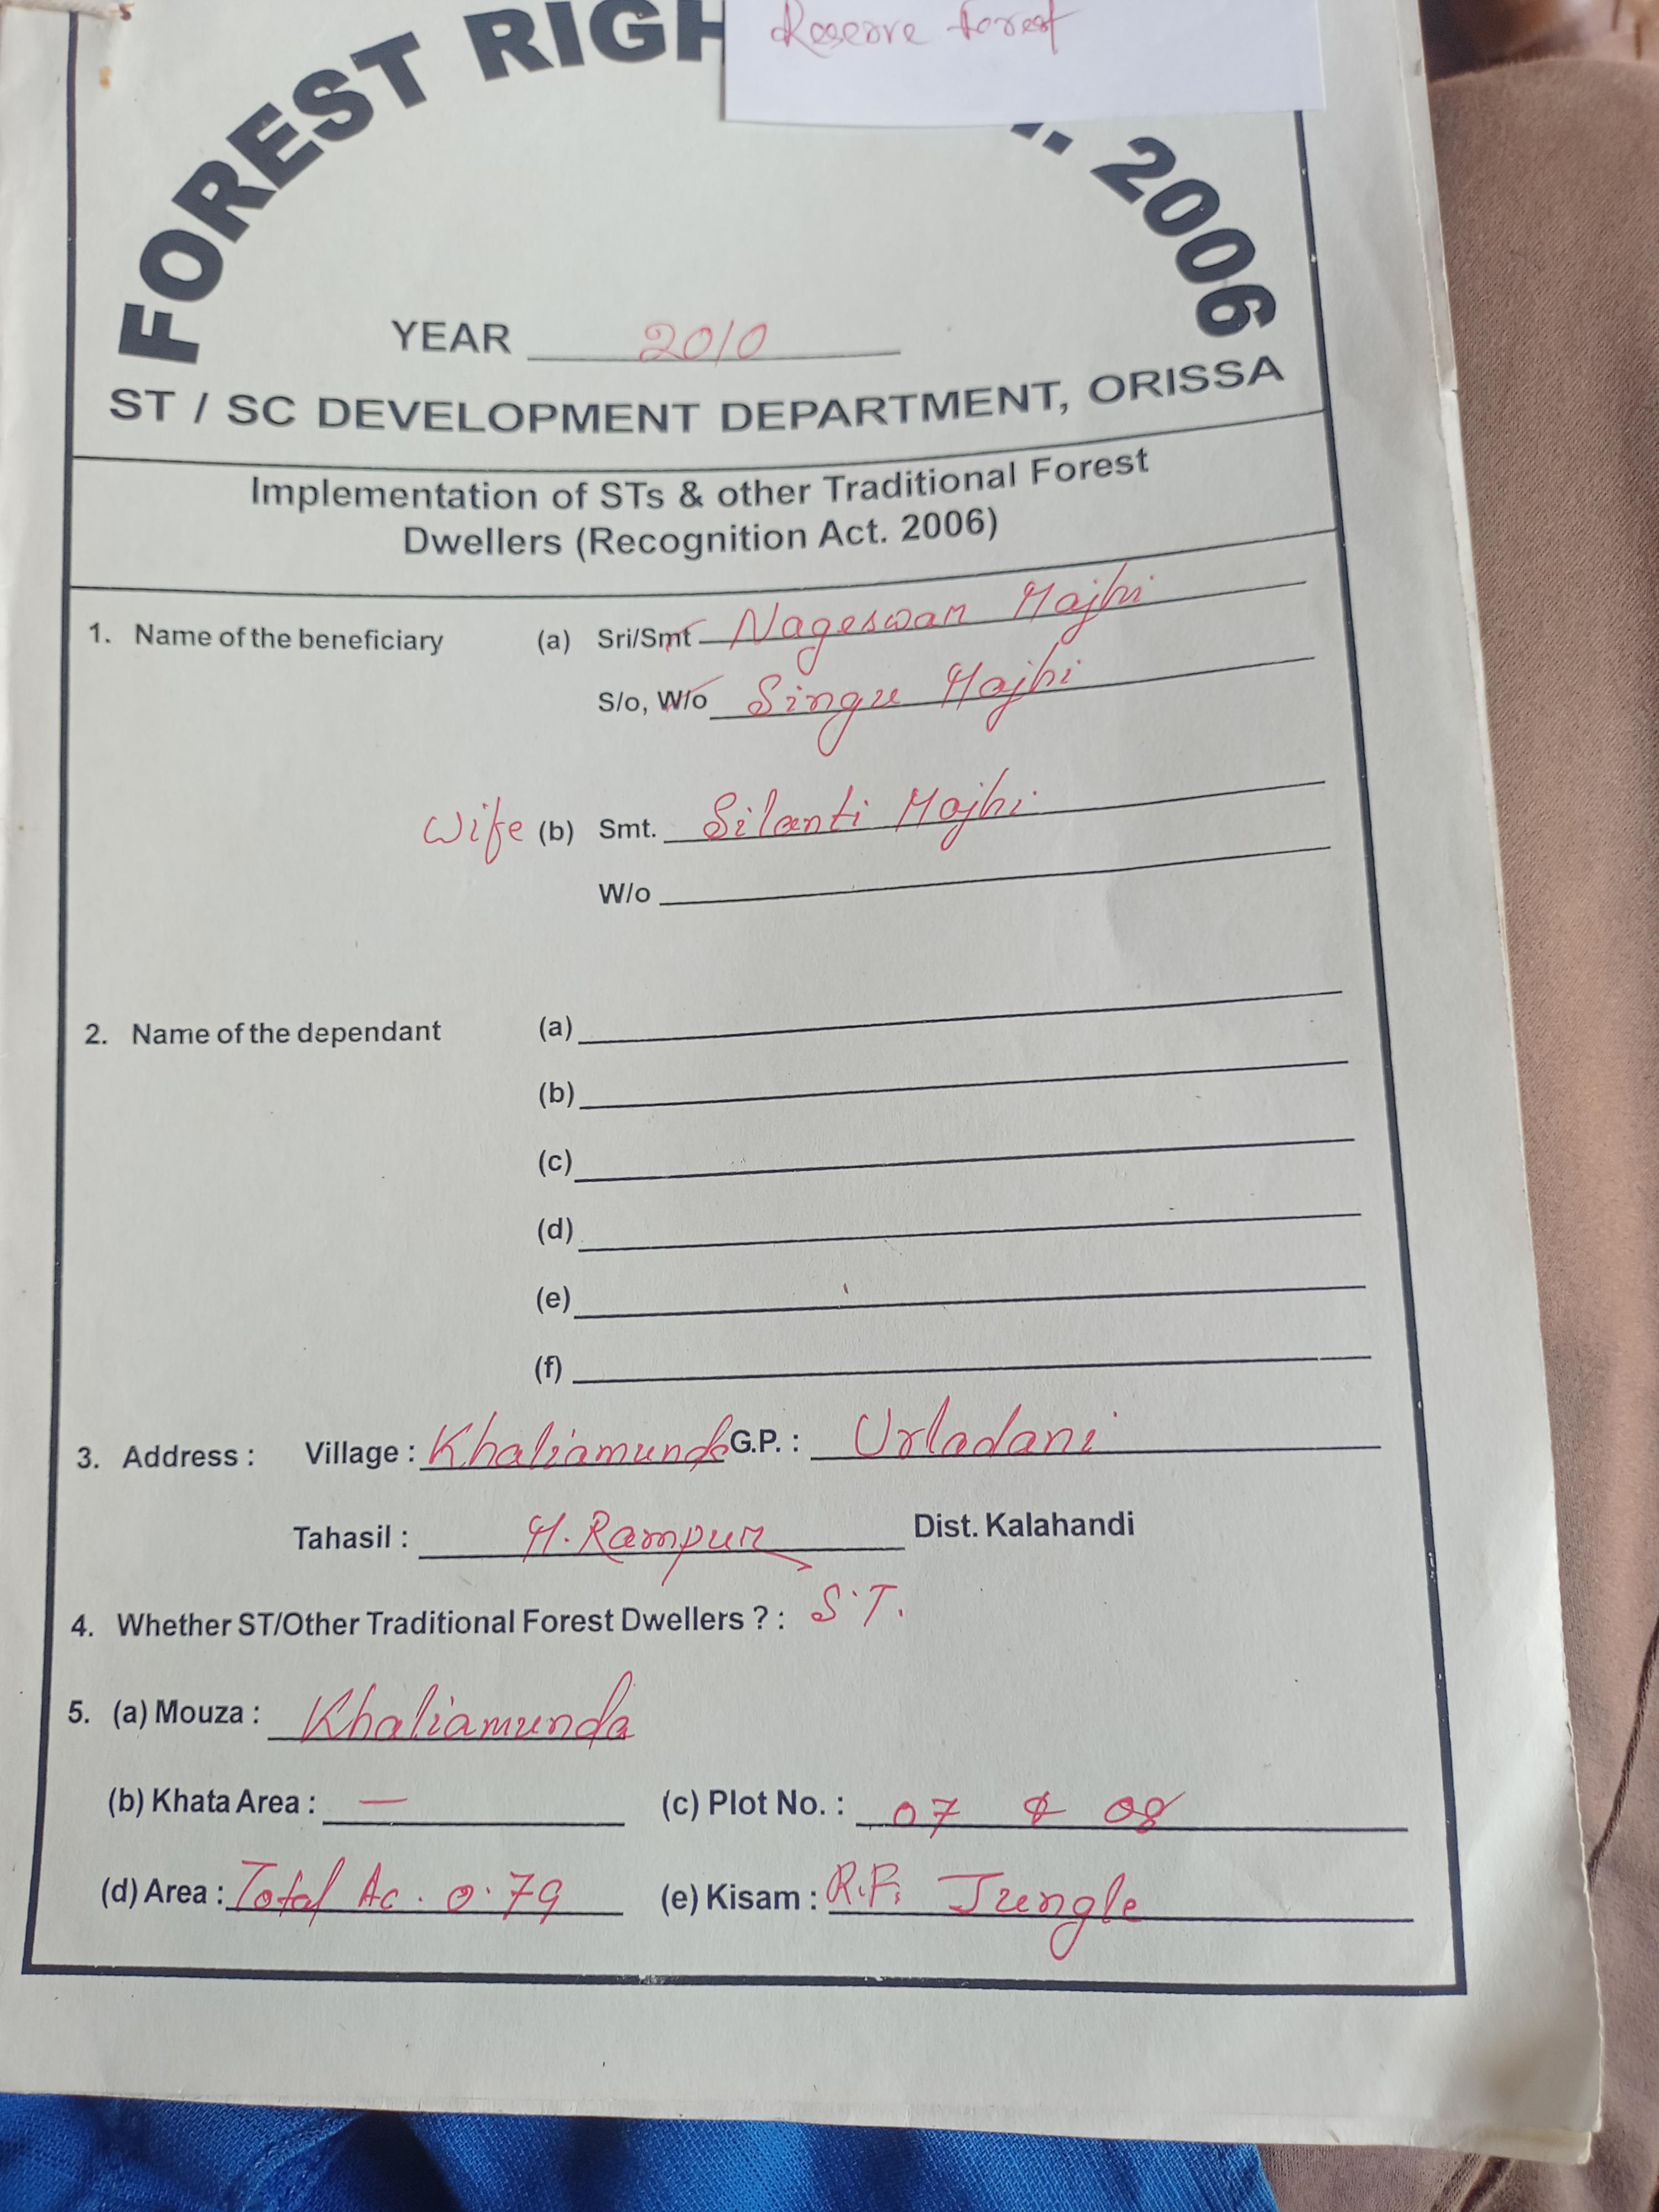 Reserve forest
FOREST RIGH
. 2006
YEAR 2010
ST / SC DEVELOPMENT DEPARTMENT, ORISSA
Implementation of STs & other Traditional Forest
Dwellers (Recognition Act. 2006)
1. Name of the beneficiary (a) Sri/Smt Nageswar Majhi
S/o, W/o Singu Majhi
Wife (b) Smt. Silanti Majhi
W/o
2. Name of the dependant (a)
(b)
(c)
(d)
(e)
(f)
3. Address : Village : Khaliamunda G.P. : Urladani
Tahasil : M. Rampur Dist. Kalahandi
4. Whether ST/Other Traditional Forest Dwellers ? : S.T.
5. (a) Mouza : Khaliamunda
(b) Khata Area : — (c) Plot No. : 07 & 08
(d) Area : Total Ac. 0.79 (e) Kisam : R.F. Jungle